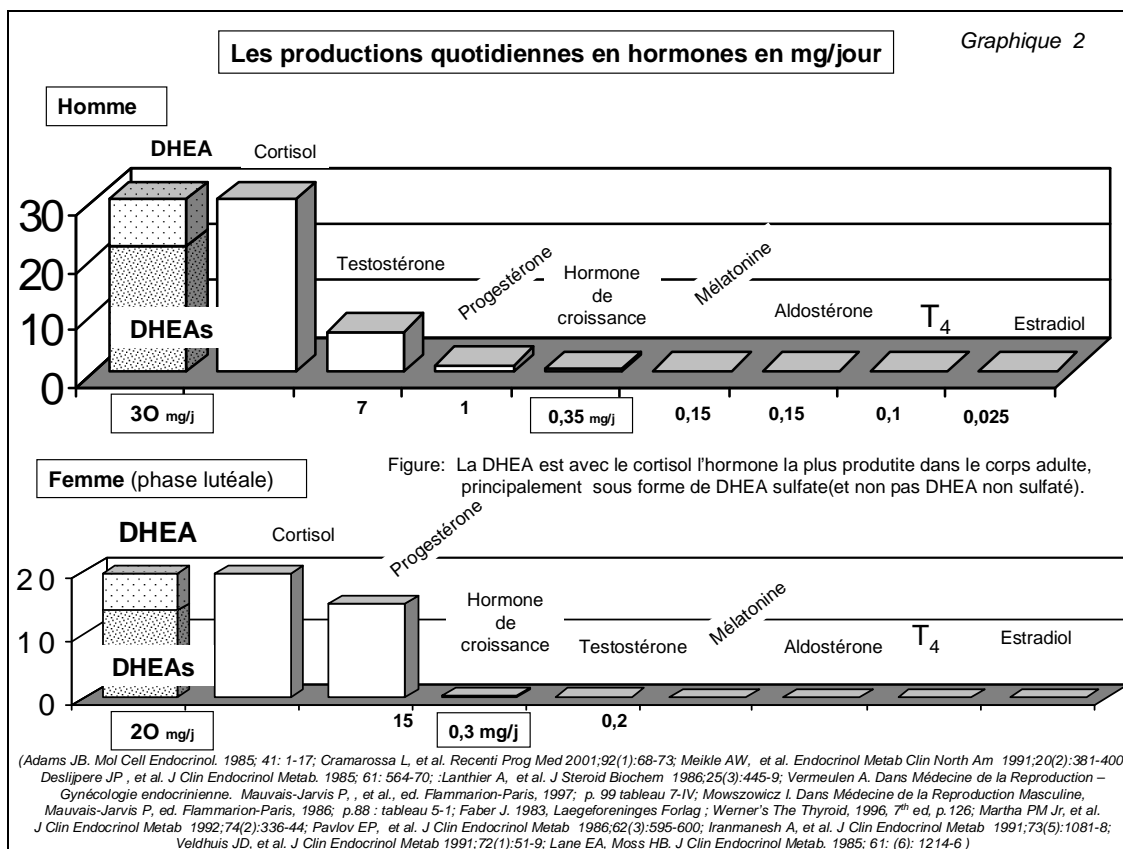 Graphique 2
Les productions quotidiennes en hormones en mg/jour
Homme
DHEA
Cortisol
30
20
10
0
Testostérone
Progestérone
Hormone
de
croissance
Mélatonine
Aldostérone
T4
Estradiol
DHEAs
3O mg/j
7
1
0,35 mg/j
0,15
0,15
0,1
0,025
Femme (phase lutéale)
Figure: La DHEA est avec le cortisol l'hormone la plus produtite dans le corps adulte,
principalement sous forme de DHEA sulfate(et non pas DHEA non sulfaté).
DHEA
Cortisol
Progestérone
20
10
0
Hormone
de
croissance
Testostérone
Mélatonine
Aldostérone
T4
Estradiol
DHEAs
2O mg/j
15
0,3 mg/j
0,2
(Adams JB. Mol Cell Endocrinol. 1985; 41: 1-17; Cramarossa L, et al. Recenti Prog Med 2001;92(1):68-73; Meikle AW, et al. Endocrinol Metab Clin North Am 1991;20(2):381-400
Deslijpere JP , et al. J Clin Endocrinol Metab. 1985; 61: 564-70; :Lanthier A, et al. J Steroid Biochem 1986;25(3):445-9; Vermeulen A. Dans Médecine de la Reproduction –
Gynécologie endocrinienne. Mauvais-Jarvis P, , et al., ed. Flammarion-Paris, 1997; p. 99 tableau 7-IV; Mowszowicz I. Dans Médecine de la Reproduction Masculine,
Mauvais-Jarvis P, ed. Flammarion-Paris, 1986; p.88 : tableau 5-1; Faber J. 1983, Laegeforeninges Forlag ; Werner's The Thyroid, 1996, 7th ed, p.126; Martha PM Jr, et al.
J Clin Endocrinol Metab 1992;74(2):336-44; Pavlov EP, et al. J Clin Endocrinol Metab 1986;62(3):595-600; Iranmanesh A, et al. J Clin Endocrinol Metab 1991;73(5):1081-8;
Veldhuis JD, et al. J Clin Endocrinol Metab 1991;72(1):51-9; Lane EA, Moss HB. J Clin Endocrinol Metab. 1985; 61: (6): 1214-6 )